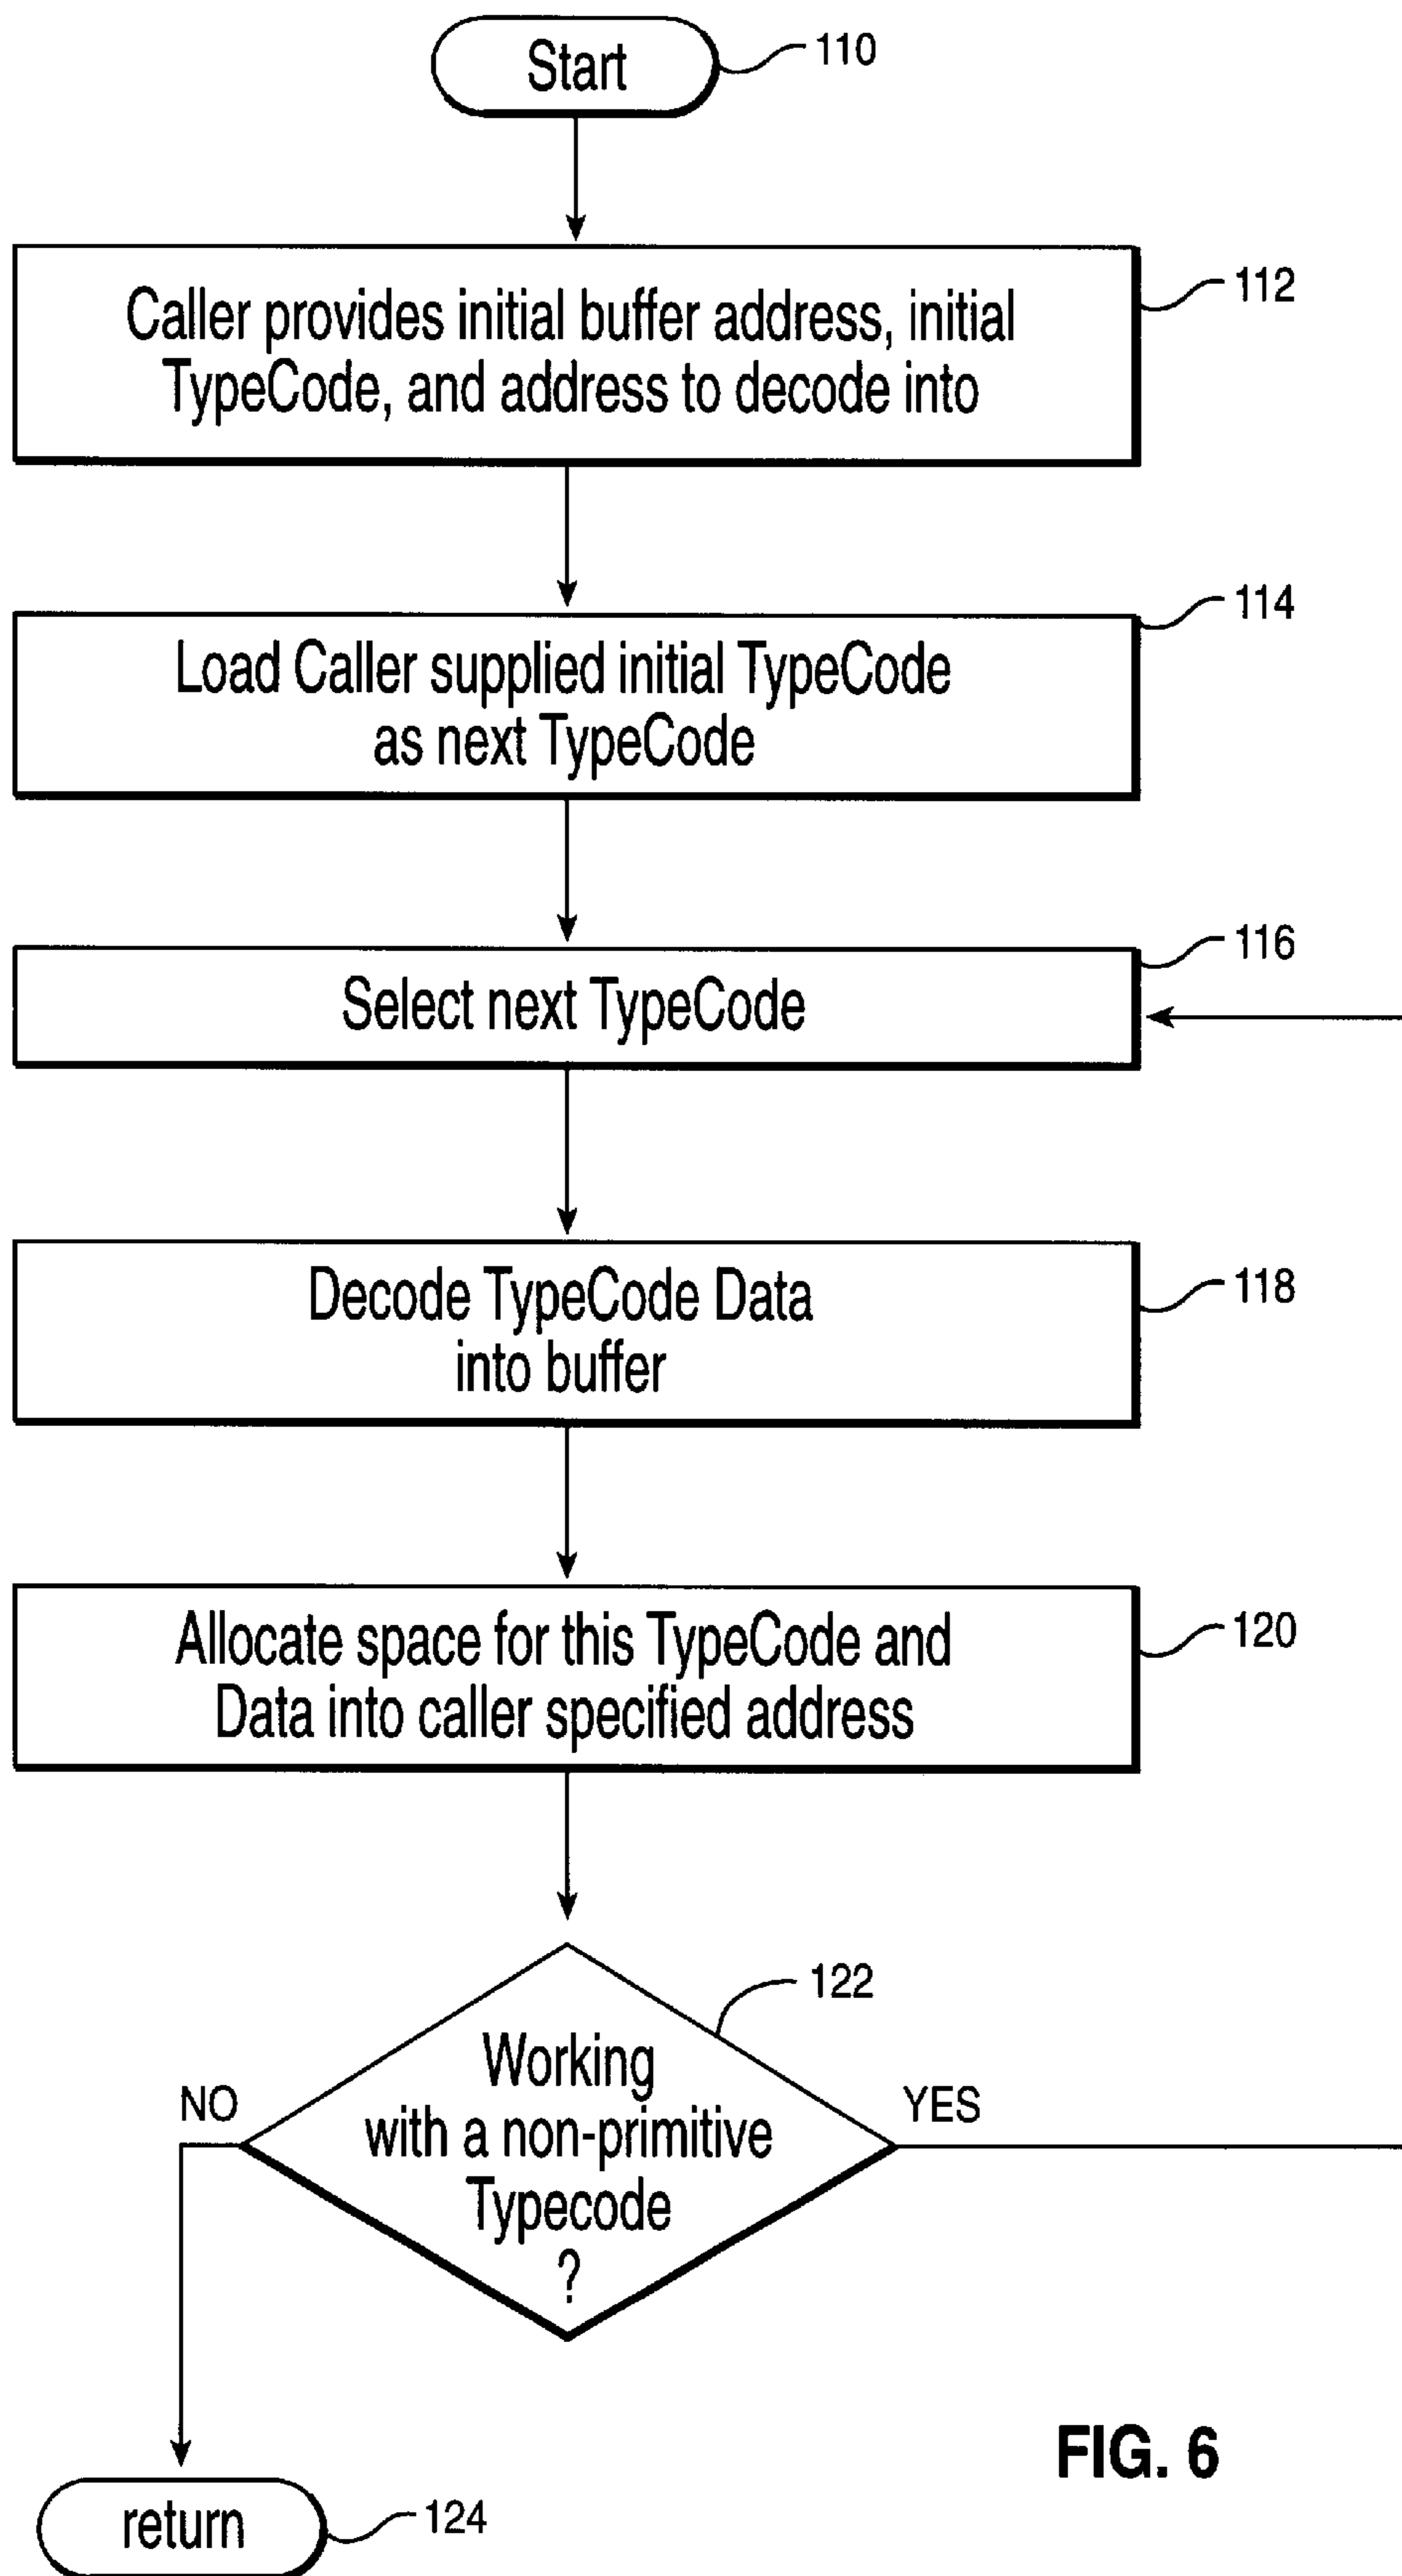 Start
110
Caller provides initial buffer address, initial
TypeCode, and address to decode into
112
Load Caller supplied initial TypeCode
as next TypeCode
114
Select next TypeCode
116
Decode TypeCode Data
into buffer
118
Allocate space for this TypeCode and
Data into caller specified address
120
Working
with a non-primitive
Typecode
?
122
NO
YES
return
124
FIG. 6